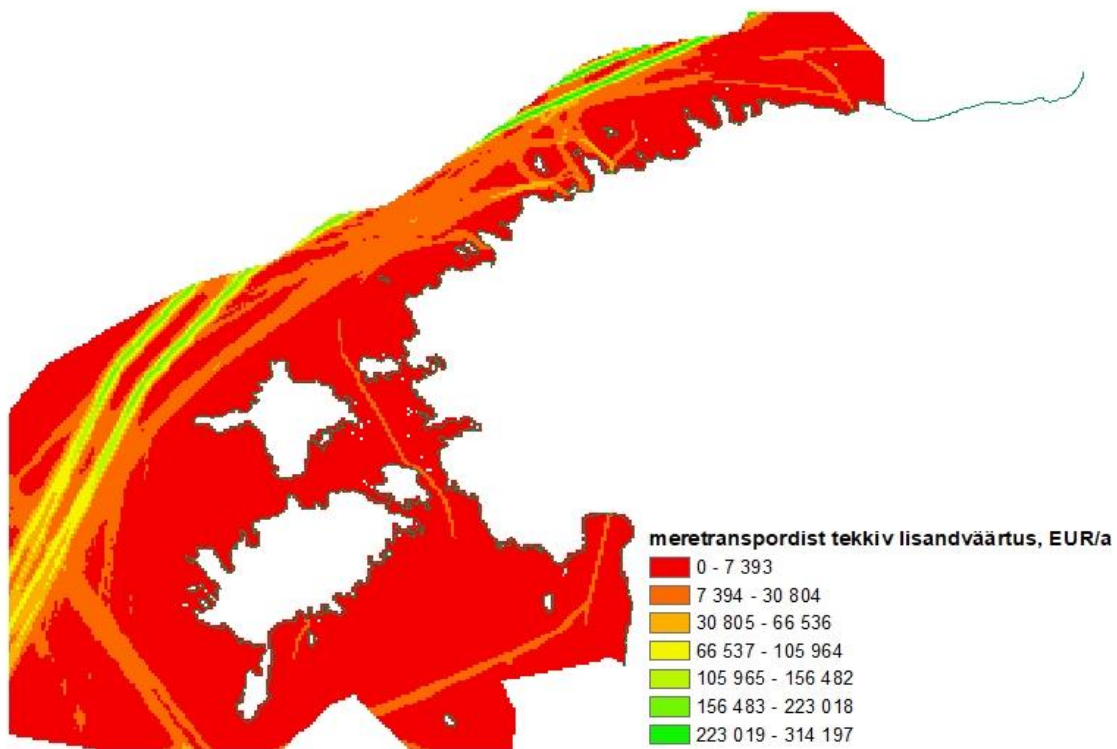 meretranspordist tekkiv lisandväärtus, EUR/a
0 - 7 393
7 394 - 30 804
30 805 - 66 536
66 537 - 105 964
105 965 - 156 482
156 483 - 223 018
223 019 - 314 197